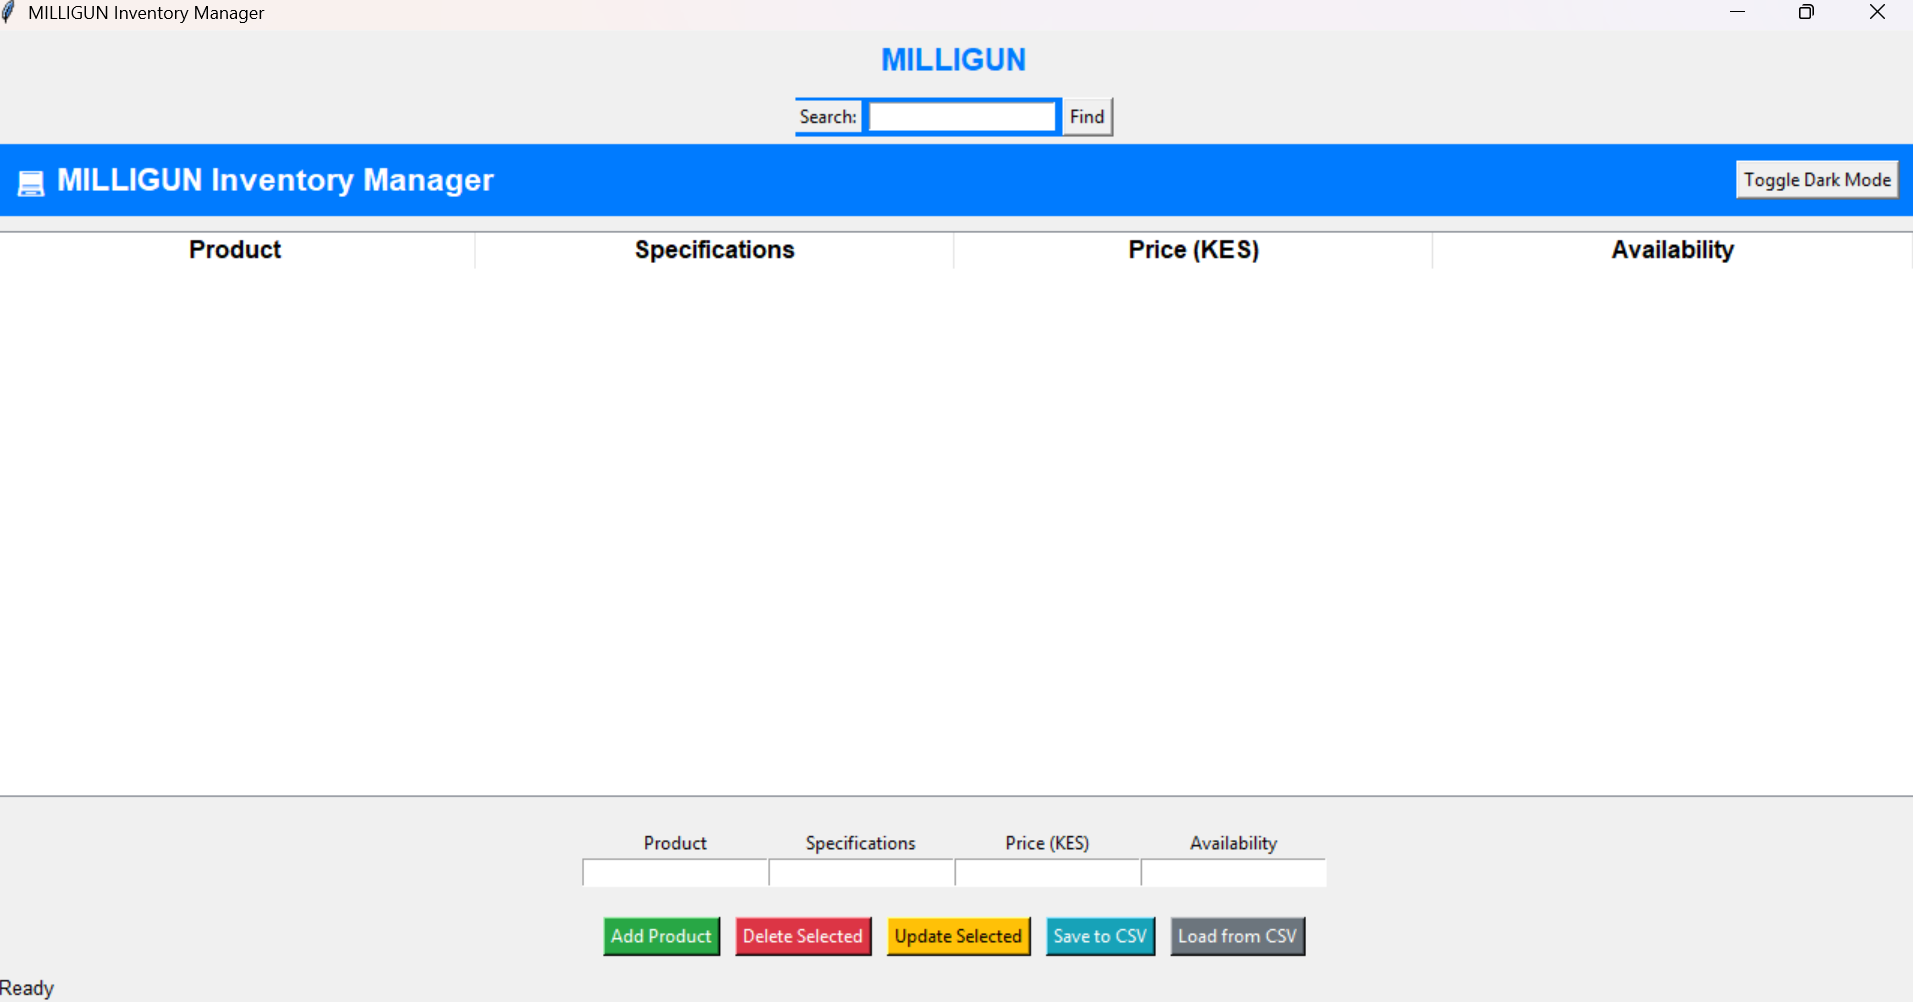 MILLIGUN Inventory Manager
MILLIGUN
Search: Find
MILLIGUN Inventory Manager Toggle Dark Mode
Product Specifications Price (KES) Availability
Product Specifications Price (KES) Availability
Add Product Delete Selected Update Selected Save to CSV Load from CSV
Ready